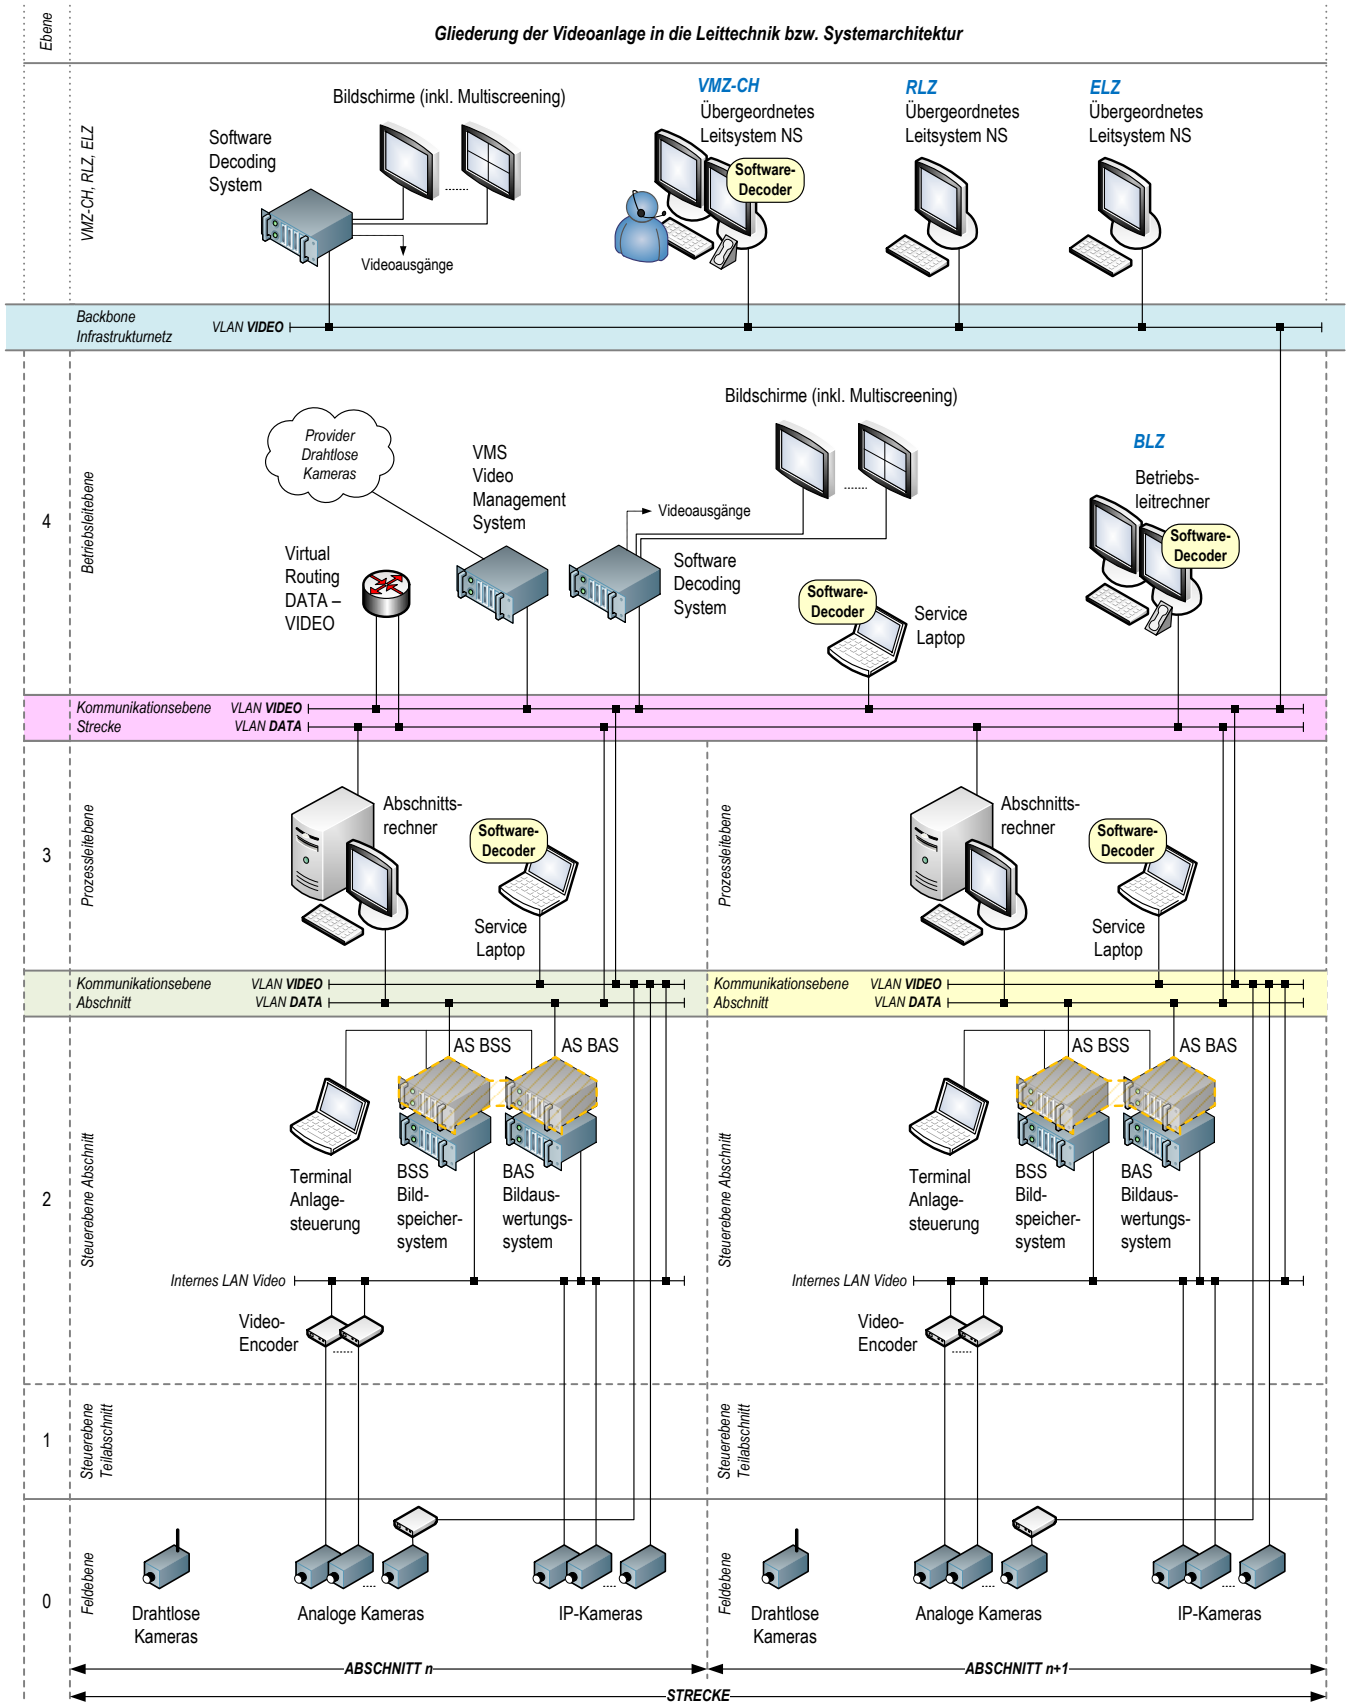 Ebene
Gliederung der Videoanlage in die Leittechnik bzw. Systemarchitektur
VMZ-CH, RLZ, ELZ
Bildschirme (inkl. Multiscreening)
Software
Decoding
System
Videoausgänge
VMZ-CH
Übergeordnetes
Leitsystem NS
Software-
Decoder
RLZ
Übergeordnetes
Leitsystem NS
ELZ
Übergeordnetes
Leitsystem NS
Backbone
Infrastrukturnetz
VLAN VIDEO
4
Betriebsleitebene
Provider
Drahtlose
Kameras
Virtual
Routing
DATA –
VIDEO
VMS
Video
Management
System
Bildschirme (inkl. Multiscreening)
Videoausgänge
Software
Decoding
System
Software-
Decoder
Service
Laptop
BLZ
Betriebs-
leitrechner
Software-
Decoder
Kommunikationsebene
Strecke
VLAN VIDEO
VLAN DATA
3
Prozessleitebene
Abschnitts-
rechner
Software-
Decoder
Service
Laptop
Prozessleitebene
Abschnitts-
rechner
Software-
Decoder
Service
Laptop
Kommunikationsebene
Abschnitt
VLAN VIDEO
VLAN DATA
Kommunikationsebene
Abschnitt
VLAN VIDEO
VLAN DATA
2
Steuerebene Abschnitt
AS BSS
AS BAS
Terminal
Anlage-
steuerung
BSS
Bild-
speicher-
system
BAS
Bildaus-
wertungs-
system
Internes LAN Video
Video-
Encoder
Steuerebene Abschnitt
AS BSS
AS BAS
Terminal
Anlage-
steuerung
BSS
Bild-
speicher-
system
BAS
Bildaus-
wertungs-
system
Internes LAN Video
Video-
Encoder
1
Steuerebene
Teilabschnitt
Steuerebene
Teilabschnitt
0
Feldebene
Drahtlose
Kameras
Analoge Kameras
IP-Kameras
Feldebene
Drahtlose
Kameras
Analoge Kameras
IP-Kameras
ABSCHNITT n
ABSCHNITT n+1
STRECKE